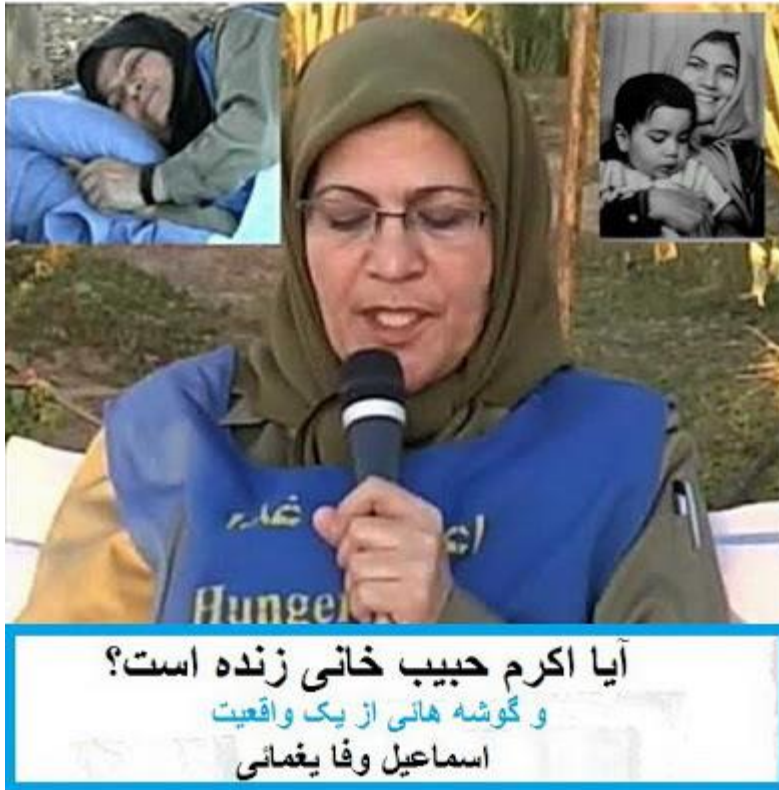 Hunger
آیا اکرم حبیب خانی زنده است؟
و گوشه هائی از یک واقعیت
اسماعیل وفا یغمائی